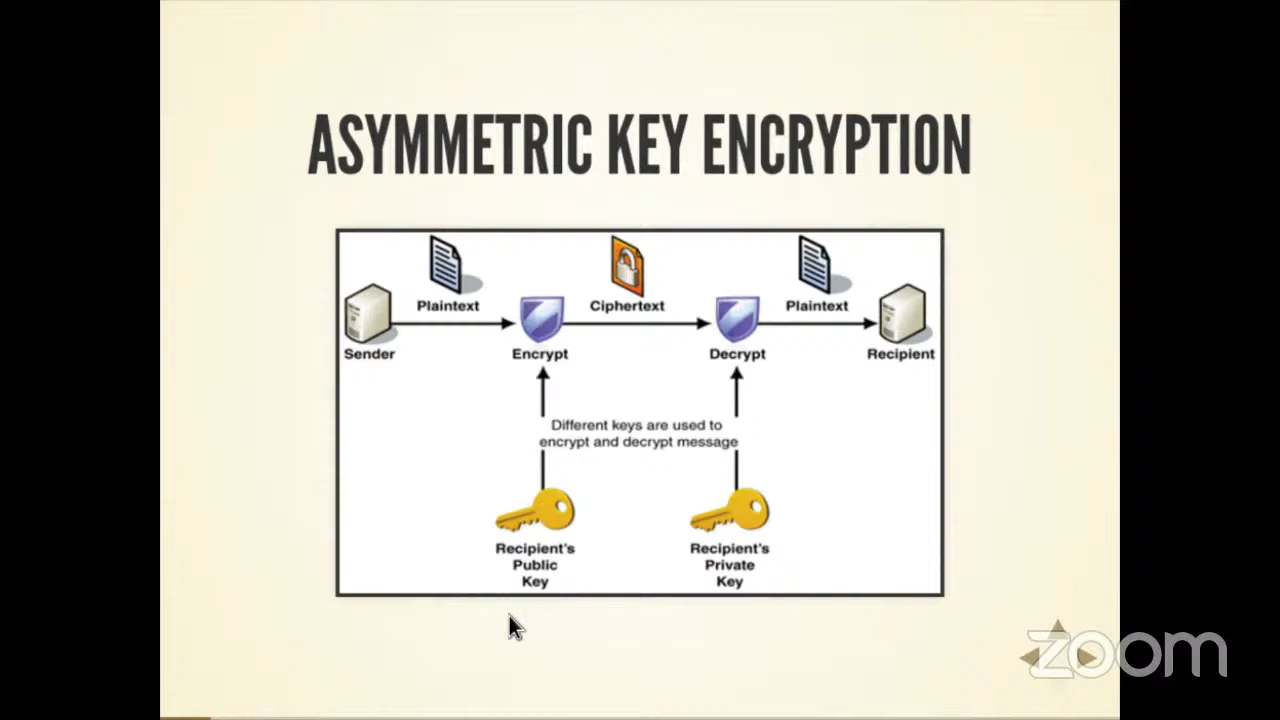 ASYMMETRIC KEY ENCRYPTION
Plaintext
Ciphertext
Plaintext
Sender
Encrypt
Decrypt
Recipient
Different keys are used to
encrypt and decrypt message
Recipient's
Public
Key
Recipient's
Private
Key
zoom